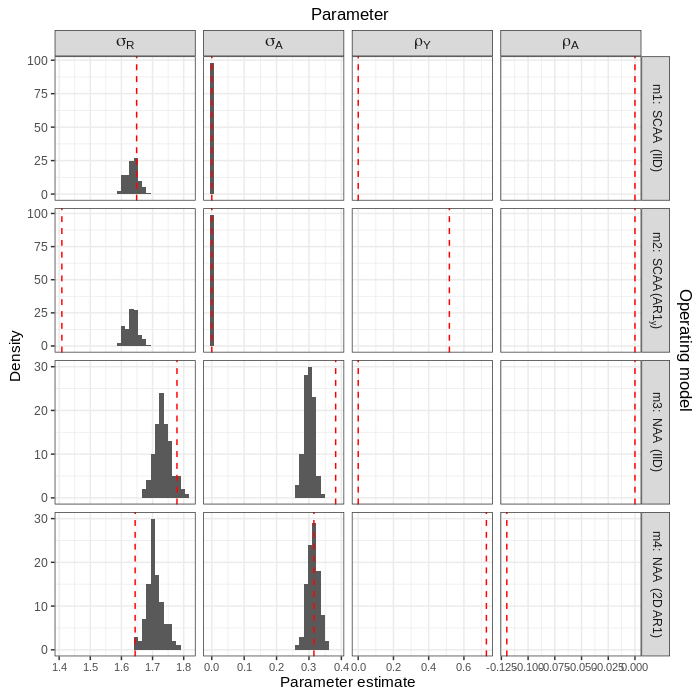 Parameter
σR σA ρY ρA
100
75
50
25
0
m1: SCAA (IID)
100
75
50
25
0
m2: SCAA (AR1y)
30
20
10
0
m3: NAA (IID)
30
20
10
0
m4: NAA (2D AR1)
Density
Operating model
1.4 1.5 1.6 1.7 1.8 0.0 0.1 0.2 0.3 0.4 0.0 0.2 0.4 0.6 -0.125 -0.100 -0.075 -0.050 -0.025 0.000
Parameter estimate